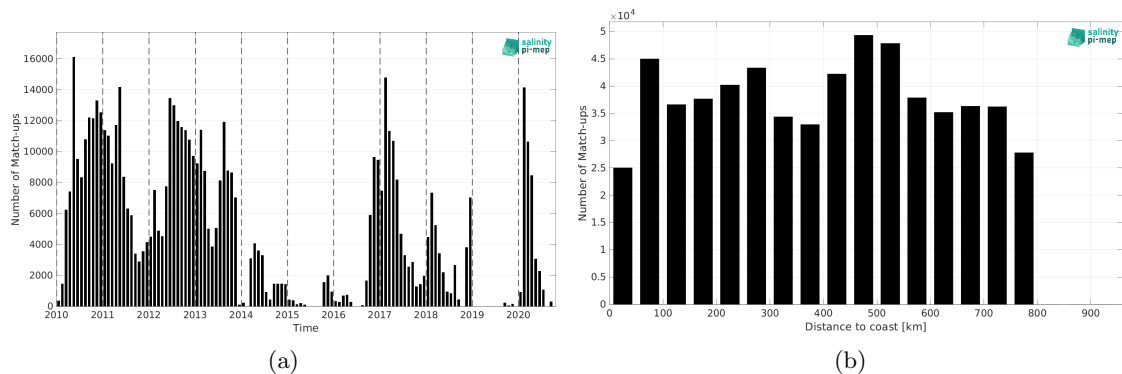 salinity
pi-mep
16000
14000
12000
10000
8000
6000
4000
2000
0
Number of Match-ups
2010 2011 2012 2013 2014 2015 2016 2017 2018 2019 2020
Time
(a)
×10⁴
salinity
pi-mep
5
4.5
4
3.5
3
2.5
2
1.5
1
0.5
0
Number of Match-ups
0 100 200 300 400 500 600 700 800 900
Distance to coast [km]
(b)